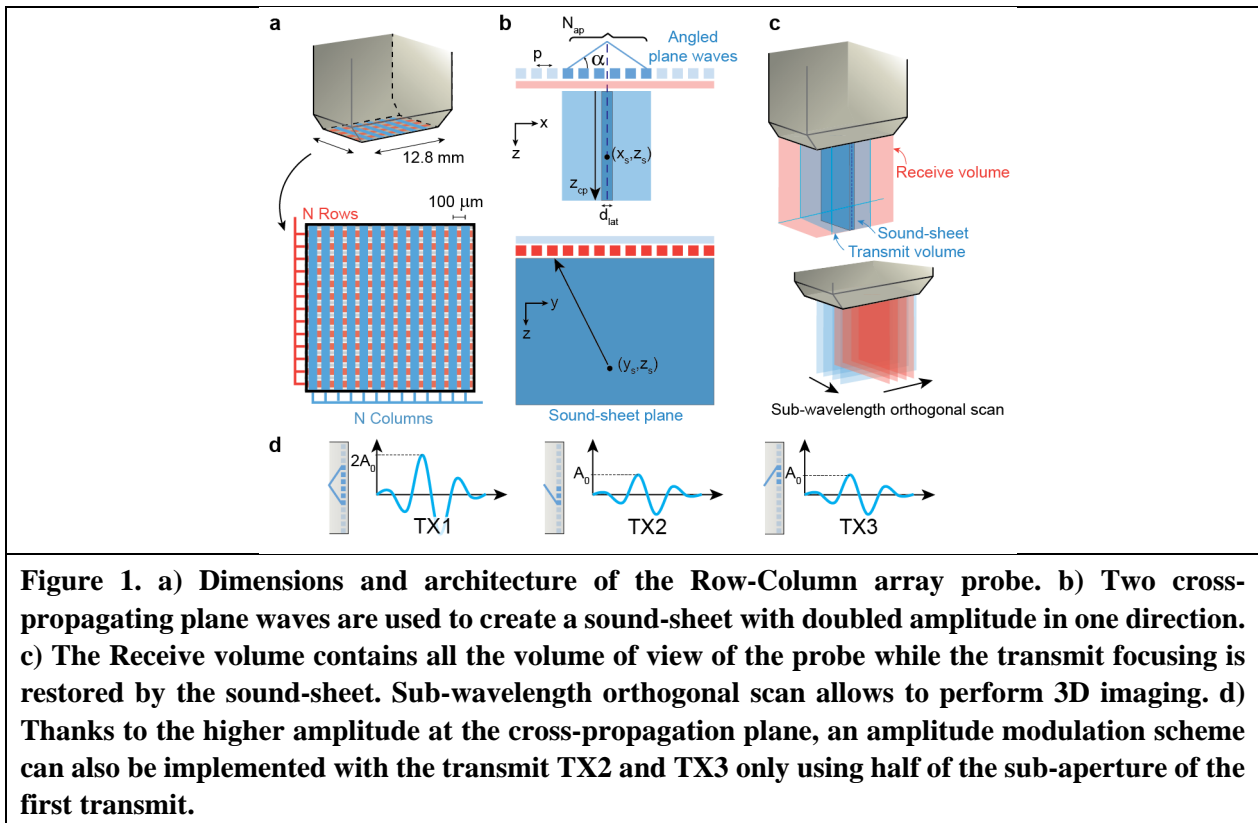 a
12.8 mm
100 μm
N Rows
N Columns
b
N_ap
Angled
plane waves
p
α
x
z
(x_s,z_s)
z_cp
d_lat
y
z
(y_s,z_s)
Sound-sheet plane
c
Receive volume
Sound-sheet
Transmit volume
Sub-wavelength orthogonal scan
d
2A_0
TX1
A_0
TX2
A_0
TX3
Figure 1. a) Dimensions and architecture of the Row-Column array probe. b) Two cross-
propagating plane waves are used to create a sound-sheet with doubled amplitude in one direction.
c) The Receive volume contains all the volume of view of the probe while the transmit focusing is
restored by the sound-sheet. Sub-wavelength orthogonal scan allows to perform 3D imaging. d)
Thanks to the higher amplitude at the cross-propagation plane, an amplitude modulation scheme
can also be implemented with the transmit TX2 and TX3 only using half of the sub-aperture of the
first transmit.